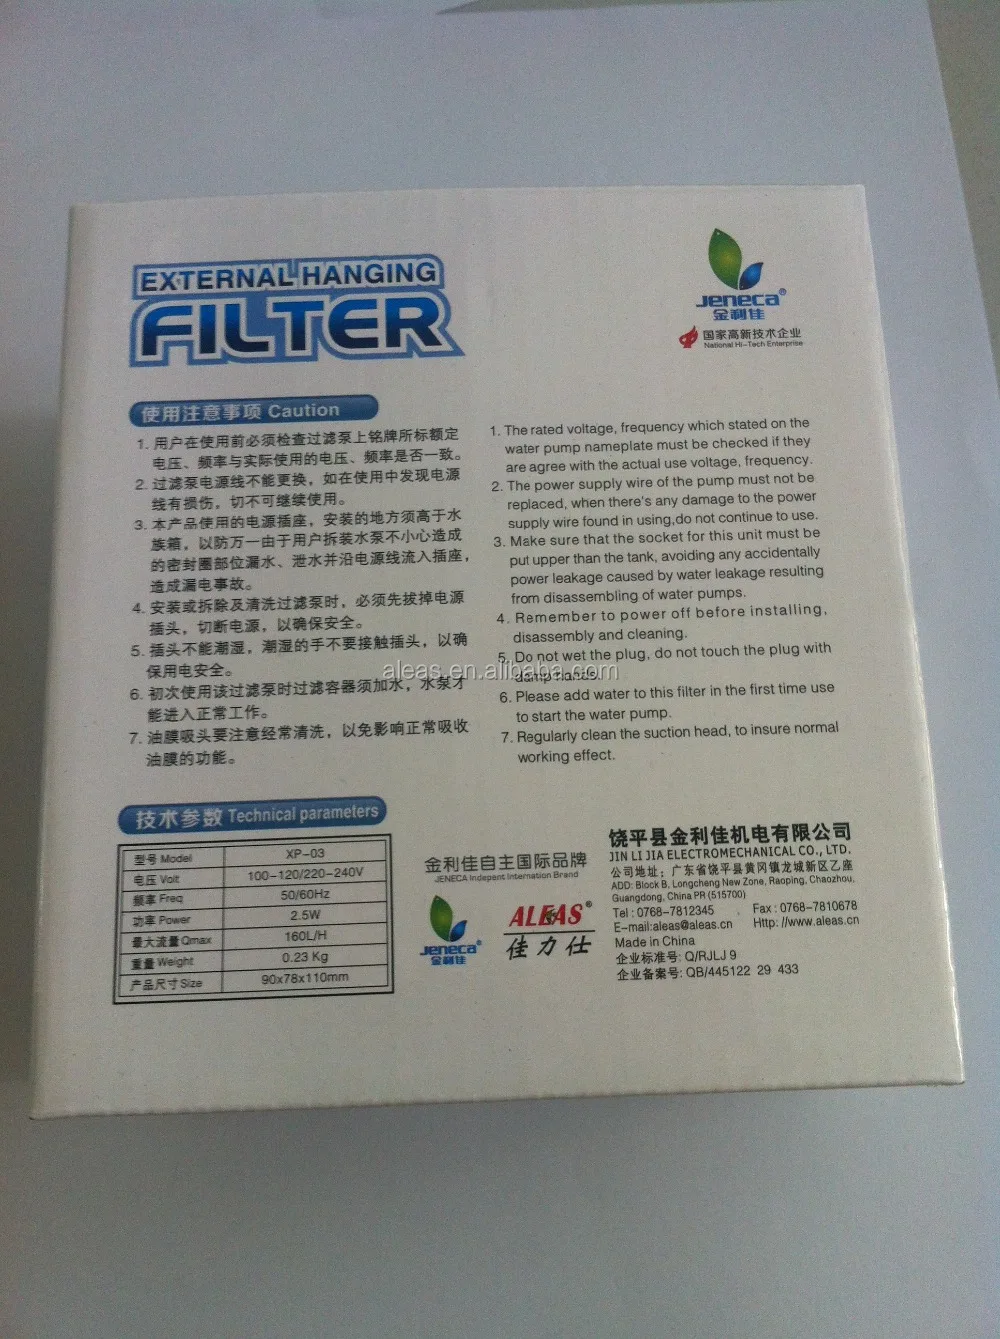 EXTERNAL HANGING
FILTER
Jeneca®
金利佳
国家高新技术企业
National Hi-Tech Enterprise
使用注意事项 Caution
1. 用户在使用前必须检查过滤泵上铭牌所标额定
电压、频率与实际使用的电压、频率是否一致。
2. 过滤泵电源线不能更换，如在使用中发现电源
线有损伤，切不可继续使用。
3. 本产品使用的电源插座，安装的地方须高于水
族箱，以防万一由于用户拆装水泵不小心造成
的密封圈部位漏水、泄水并沿电源线流入插座，
造成漏电事故。
4. 安装或拆除及清洗过滤泵时，必须先拔掉电源
插头，切断电源，以确保安全。
5. 插头不能潮湿，潮湿的手不要接触插头，以确
保用电安全。
6. 初次使用该过滤泵时过滤容器须加水，水泵才
能进入正常工作。
7. 油膜吸头要注意经常清洗，以免影响正常吸收
油膜的功能。
1. The rated voltage, frequency which stated on the
water pump nameplate must be checked if they
are agree with the actual use voltage, frequency.
2. The power supply wire of the pump must not be
replaced, when there's any damage to the power
supply wire found in using,do not continue to use.
3. Make sure that the socket for this unit must be
put upper than the tank, avoiding any accidentally
power leakage caused by water leakage resulting
from disassembling of water pumps.
4. Remember to power off before installing,
disassembly and cleaning.
5. Do not wet the plug, do not touch the plug with
damp hands.
6. Please add water to this filter in the first time use
to start the water pump.
7. Regularly clean the suction head, to insure normal
working effect.
aleas.en.alibaba.com
技术参数 Technical parameters
型号 Model XP-03
电压 Volt 100-120/220-240V
频率 Freq 50/60Hz
功率 Power 2.5W
最大流量 Qmax 160L/H
重量 Weight 0.23 Kg
产品尺寸 Size 90x78x110mm
金利佳自主国际品牌
JENECA Indepent Internation Brand
Jeneca®
金利佳
ALEAS®
佳力仕
饶平县金利佳机电有限公司
JIN LI JIA ELECTROMECHANICAL CO., LTD.
公司地址：广东省饶平县黄冈镇龙城新区乙座
ADD: Block B, Longcheng New Zone, Raoping, Chaozhou,
Guangdong, China PR (515700)
Tel : 0768-7812345 Fax : 0768-7810678
E-mail:aleas@aleas.cn Http: //www.aleas.cn
Made in China
企业标准号: Q/RJLJ 9
企业备案号: QB/445122 29 433